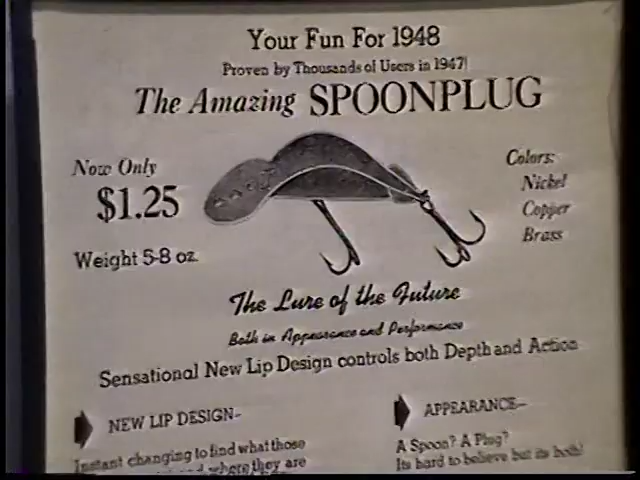 Your Fun For 1948
Proven by Thousands of Users in 1947
The Amazing SPOONPLUG
Now Only
$1.25
Weight 5-8 oz.
Colors:
Nickel
Copper
Brass
The Lure of the Future
Both in Appearance and Performance
Sensational New Lip Design controls both Depth and Action
NEW LIP DESIGN-
Instant changing to find what those
where they are
APPEARANCE-
A Spoon? A Plug?
Its hard to believe but its both!